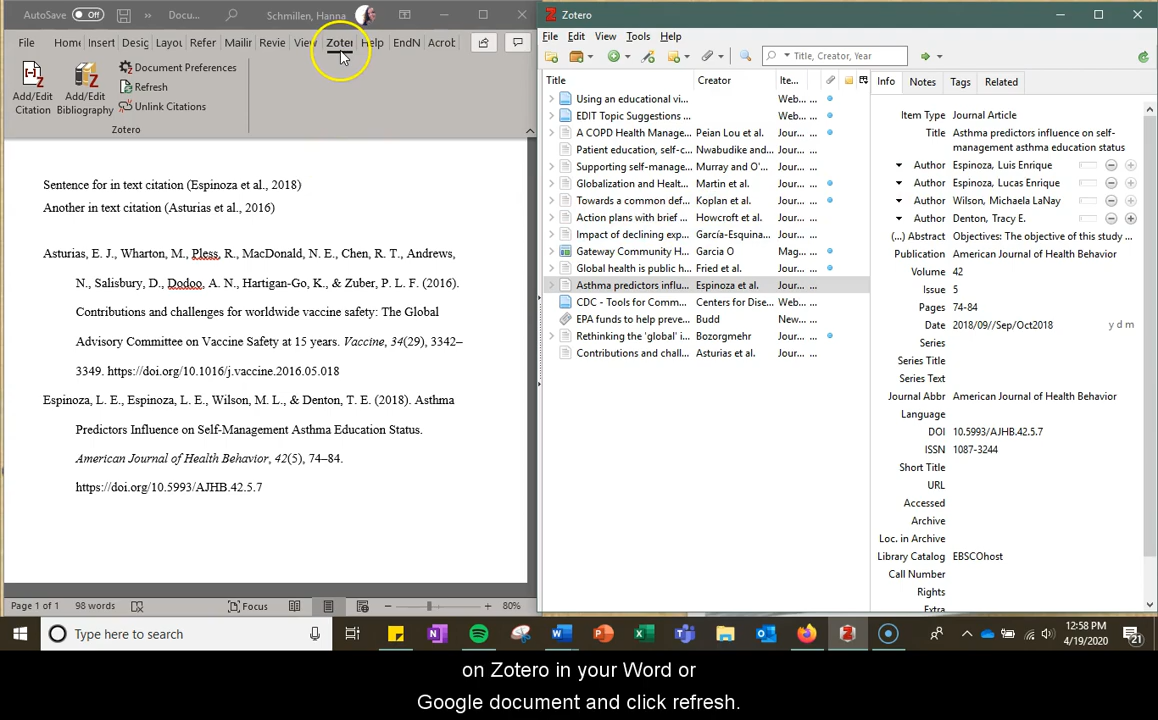 AutoSave Off » Docu... Schmillen, Hanna
File Home Insert Desig Layou Refer Mailin Revie View Zoter Help EndN Acrob
Add/Edit Citation
Add/Edit Bibliography
Document Preferences
Refresh
Unlink Citations
Zotero
Sentence for in text citation (Espinoza et al., 2018)
Another in text citation (Asturias et al., 2016)
Asturias, E. J., Wharton, M., Pless, R., MacDonald, N. E., Chen, R. T., Andrews,
N., Salisbury, D., Dodoo, A. N., Hartigan-Go, K., & Zuber, P. L. F. (2016).
Contributions and challenges for worldwide vaccine safety: The Global
Advisory Committee on Vaccine Safety at 15 years. Vaccine, 34(29), 3342–
3349. https://doi.org/10.1016/j.vaccine.2016.05.018
Espinoza, L. E., Espinoza, L. E., Wilson, M. L., & Denton, T. E. (2018). Asthma
Predictors Influence on Self-Management Asthma Education Status.
American Journal of Health Behavior, 42(5), 74–84.
https://doi.org/10.5993/AJHB.42.5.7
Page 1 of 1 98 words Focus 80%
Zotero
File Edit View Tools Help
Title, Creator, Year
Title Creator Ite...
Using an educational vi... Web... ...
EDIT Topic Suggestions ... Web... ...
A COPD Health Manage... Peian Lou et al. Jour... ...
Patient education, self-c... Nwabudike and... Jour... ...
Supporting self-manage... Murray and O'... Jour... ...
Globalization and Healt... Martin et al. Jour... ...
Towards a common def... Koplan et al. Jour... ...
Action plans with brief ... Howcroft et al. Jour... ...
Impact of declining exp... García-Esquina... Jour... ...
Gateway Community H... Garcia O Mag... ...
Global health is public h... Fried et al. Jour... ...
Asthma predictors influ... Espinoza et al. Jour... ...
CDC - Tools for Comm... Centers for Dise... Web... ...
EPA funds to help preve... Budd New... ...
Rethinking the 'global' i... Bozorgmehr Jour... ...
Contributions and chall... Asturias et al. Jour... ...
Info Notes Tags Related
Item Type Journal Article
Title Asthma predictors influence on self-
management asthma education status
Author Espinoza, Luis Enrique
Author Espinoza, Lucas Enrique
Author Wilson, Michaela LaNay
Author Denton, Tracy E.
(...) Abstract Objectives: The objective of this study ...
Publication American Journal of Health Behavior
Volume 42
Issue 5
Pages 74-84
Date 2018/09//Sep/Oct2018 y d m
Series
Series Title
Series Text
Journal Abbr American Journal of Health Behavior
Language
DOI 10.5993/AJHB.42.5.7
ISSN 1087-3244
Short Title
URL
Accessed
Archive
Loc. in Archive
Library Catalog EBSCOhost
Call Number
Rights
Extra
Type here to search
12:58 PM
4/19/2020
21
on Zotero in your Word or
Google document and click refresh.